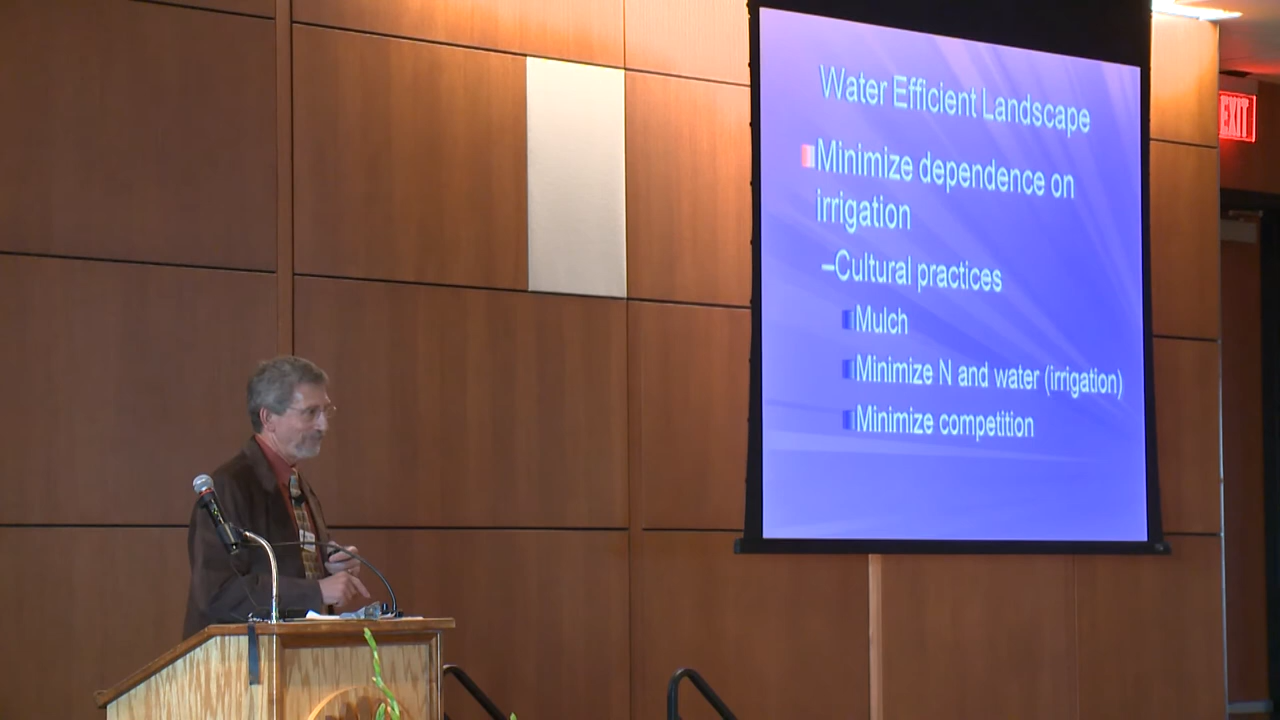 Water Efficient Landscape
Minimize dependence on
irrigation
–Cultural practices
Mulch
Minimize N and water (irrigation)
Minimize competition
EXIT